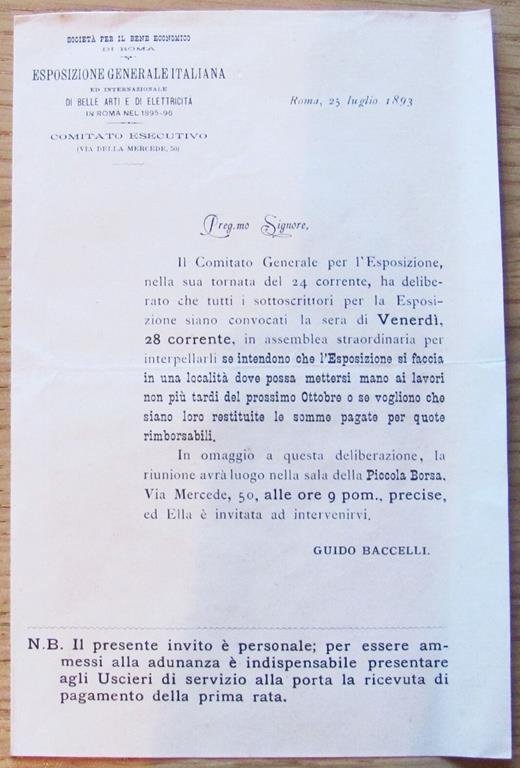 SOCIETÀ PER IL BENE ECONOMICO
DI ROMA
ESPOSIZIONE GENERALE ITALIANA
ED INTERNAZIONALE
DI BELLE ARTI E DI ELETTRICITÀ
IN ROMA NEL 1895-96
COMITATO ESECUTIVO
(VIA DELLA MERCEDE, 50)
Roma, 25 luglio 1893
Preg.mo Signore,
Il Comitato Generale per l'Esposizione,
nella sua tornata del 24 corrente, ha delibe-
rato che tutti i sottoscrittori per la Esposi-
zione siano convocati la sera di Venerdì,
28 corrente, in assemblea straordinaria per
interpellarli se intendono che l'Esposizione si faccia
in una località dove possa mettersi mano ai lavori
non più tardi del prossimo Ottobre o se vogliono che
siano loro restituite le somme pagate per quote
rimborsabili.
In omaggio a questa deliberazione, la
riunione avrà luogo nella sala della Piccola Borsa,
Via Mercede, 50, alle ore 9 pom., precise,
ed Ella è invitata ad intervenirvi.
GUIDO BACCELLI.
N.B. Il presente invito è personale; per essere am-
messi alla adunanza è indispensabile presentare
agli Uscieri di servizio alla porta la ricevuta di
pagamento della prima rata.